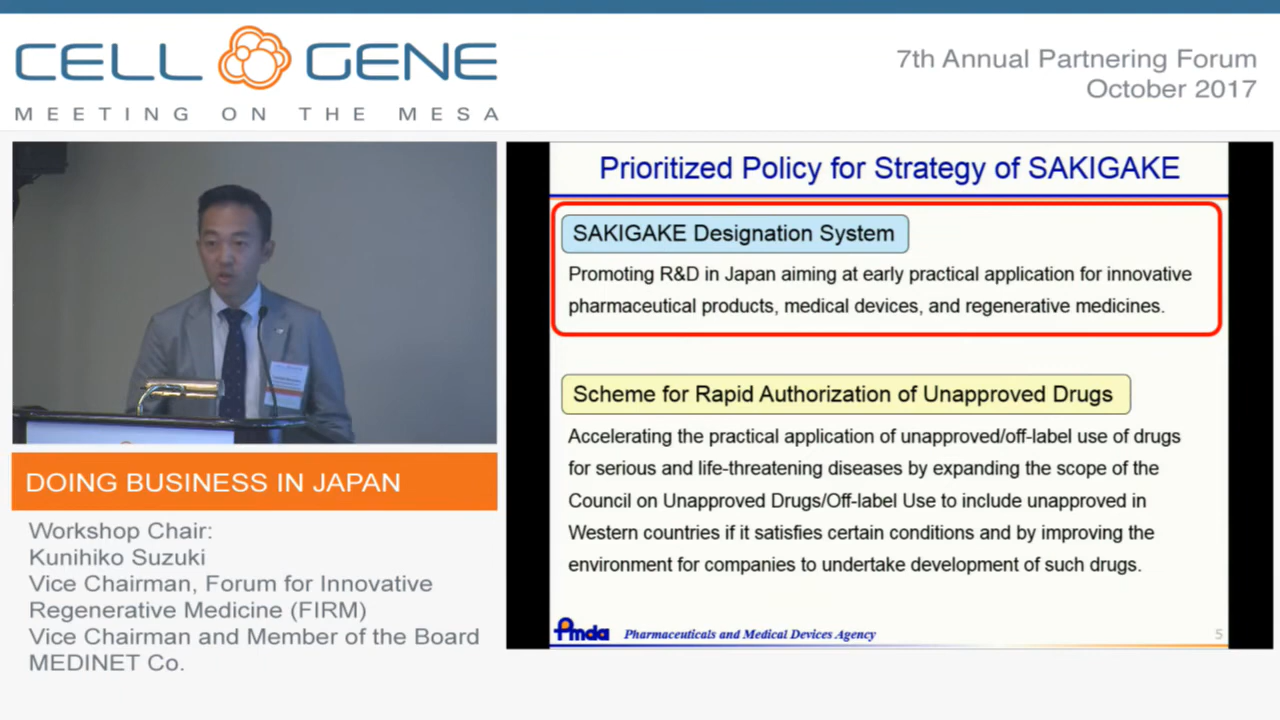 CELL GENE
MEETING ON THE MESA
7th Annual Partnering Forum
October 2017
DOING BUSINESS IN JAPAN
Workshop Chair:
Kunihiko Suzuki
Vice Chairman, Forum for Innovative
Regenerative Medicine (FIRM)
Vice Chairman and Member of the Board
MEDINET Co.
Prioritized Policy for Strategy of SAKIGAKE
SAKIGAKE Designation System
Promoting R&D in Japan aiming at early practical application for innovative
pharmaceutical products, medical devices, and regenerative medicines.
Scheme for Rapid Authorization of Unapproved Drugs
Accelerating the practical application of unapproved/off-label use of drugs
for serious and life-threatening diseases by expanding the scope of the
Council on Unapproved Drugs/Off-label Use to include unapproved in
Western countries if it satisfies certain conditions and by improving the
environment for companies to undertake development of such drugs.
Pmda Pharmaceuticals and Medical Devices Agency
5